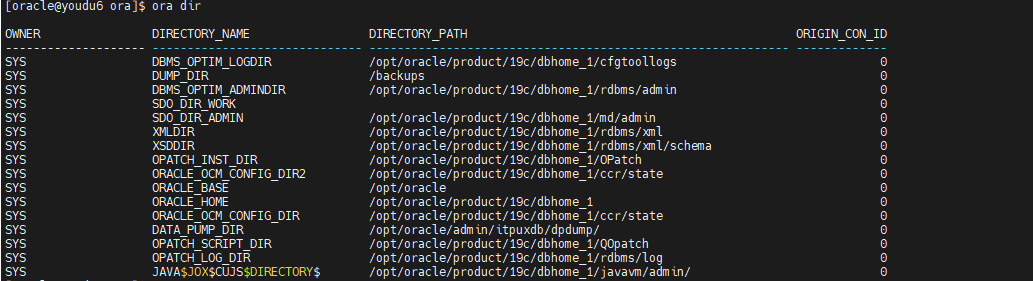 [oracle@youdu6 ora]$ ora dir
OWNER DIRECTORY_NAME DIRECTORY_PATH ORIGIN_CON_ID
-------------------- ------------------------------ ------------------------------------------------------------ -------------
SYS DBMS_OPTIM_LOGDIR /opt/oracle/product/19c/dbhome_1/cfgtoollogs 0
SYS DUMP_DIR /backups 0
SYS DBMS_OPTIM_ADMINDIR /opt/oracle/product/19c/dbhome_1/rdbms/admin 0
SYS SDO_DIR_WORK 0
SYS SDO_DIR_ADMIN /opt/oracle/product/19c/dbhome_1/md/admin 0
SYS XMLDIR /opt/oracle/product/19c/dbhome_1/rdbms/xml 0
SYS XSDDIR /opt/oracle/product/19c/dbhome_1/rdbms/xml/schema 0
SYS OPATCH_INST_DIR /opt/oracle/product/19c/dbhome_1/OPatch 0
SYS ORACLE_OCM_CONFIG_DIR2 /opt/oracle/product/19c/dbhome_1/ccr/state 0
SYS ORACLE_BASE /opt/oracle 0
SYS ORACLE_HOME /opt/oracle/product/19c/dbhome_1 0
SYS ORACLE_OCM_CONFIG_DIR /opt/oracle/product/19c/dbhome_1/ccr/state 0
SYS DATA_PUMP_DIR /opt/oracle/admin/itpuxdb/dpdump/ 0
SYS OPATCH_SCRIPT_DIR /opt/oracle/product/19c/dbhome_1/QOpatch 0
SYS OPATCH_LOG_DIR /opt/oracle/product/19c/dbhome_1/rdbms/log 0
SYS JAVA$JOX$CUJS$DIRECTORY$ /opt/oracle/product/19c/dbhome_1/javavm/admin/ 0